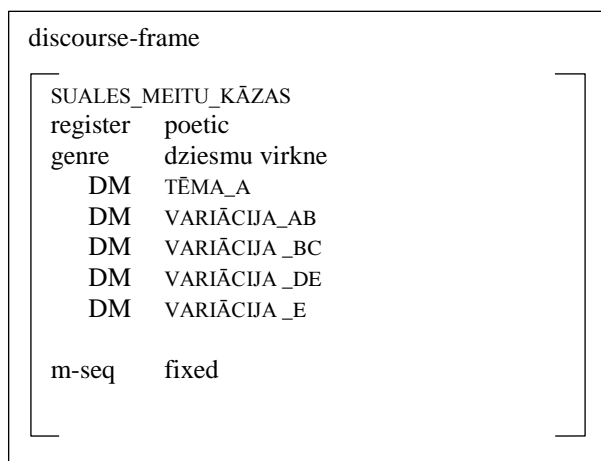 discourse-frame
SUALES_MEITU_KĀZAS
register poetic
genre dziesmu virkne
DM TĒMA_A
DM VARIĀCIJA_AB
DM VARIĀCIJA _BC
DM VARIĀCIJA _DE
DM VARIĀCIJA _E
m-seq fixed